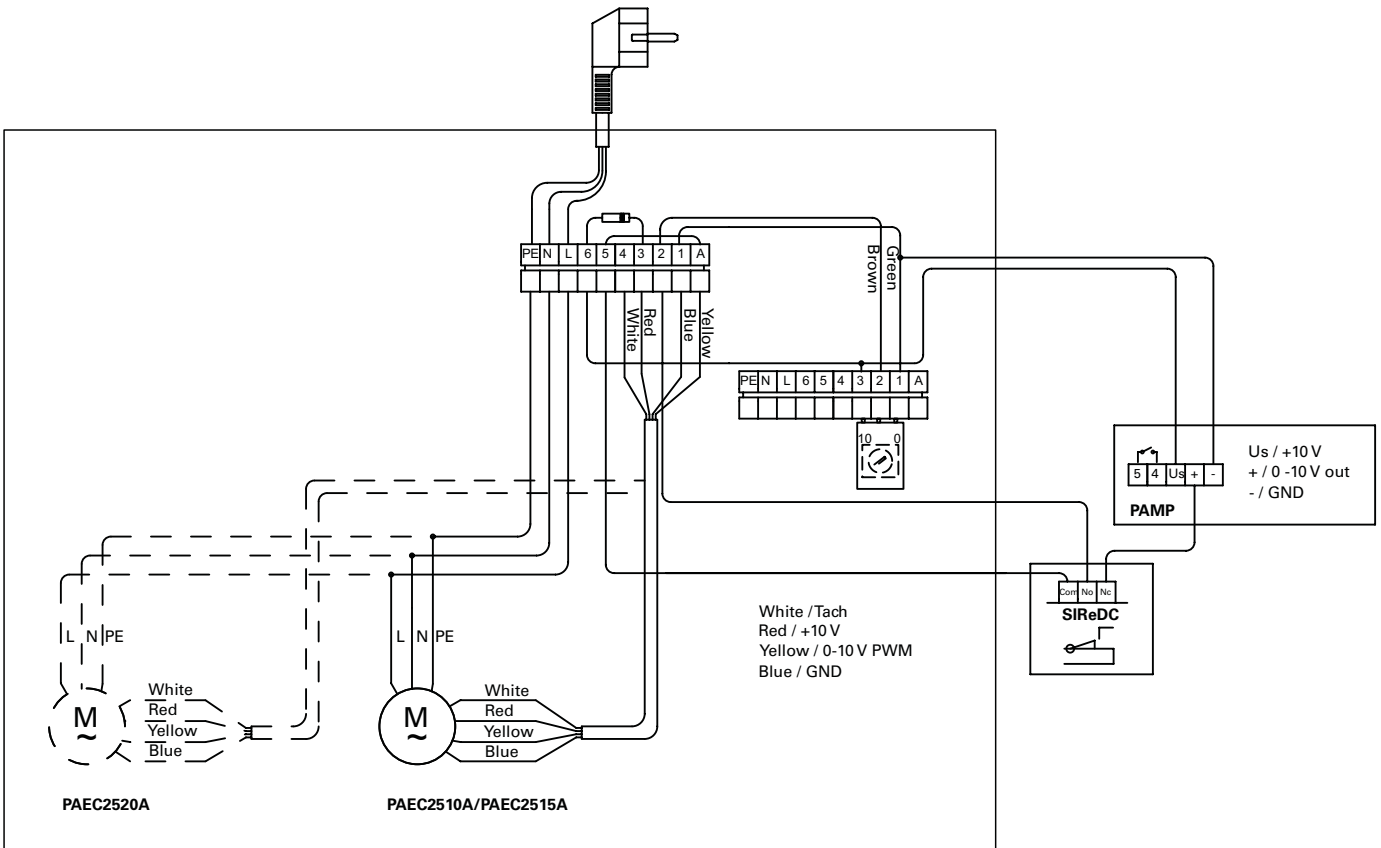 PE N L 6 5 4 3 2 1 A
Green
Brown
Yellow
Blue
Red
White
PE N L 6 5 4 3 2 1 A
10 0
5 4 Us + -
PAMP
Us / +10 V
+ / 0 -10 V out
- / GND
Com No Nc
SIReDC
White / Tach
Red / +10 V
Yellow / 0-10 V PWM
Blue / GND
L N PE
L N PE
White
Red
Yellow
Blue
M
~
White
Red
Yellow
Blue
M
~
PAEC2520A
PAEC2510A/PAEC2515A